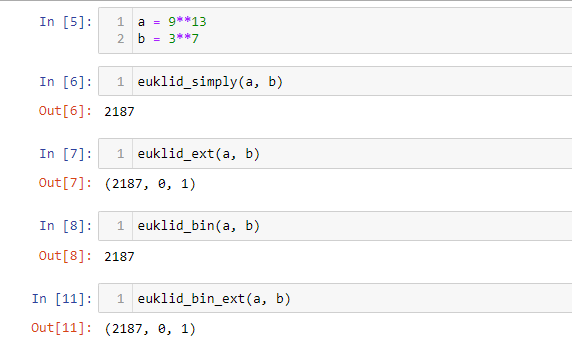 In [5]: 1 a = 9**13
2 b = 3**7
In [6]: 1 euklid_simply(a, b)
Out[6]: 2187
In [7]: 1 euklid_ext(a, b)
Out[7]: (2187, 0, 1)
In [8]: 1 euklid_bin(a, b)
Out[8]: 2187
In [11]: 1 euklid_bin_ext(a, b)
Out[11]: (2187, 0, 1)